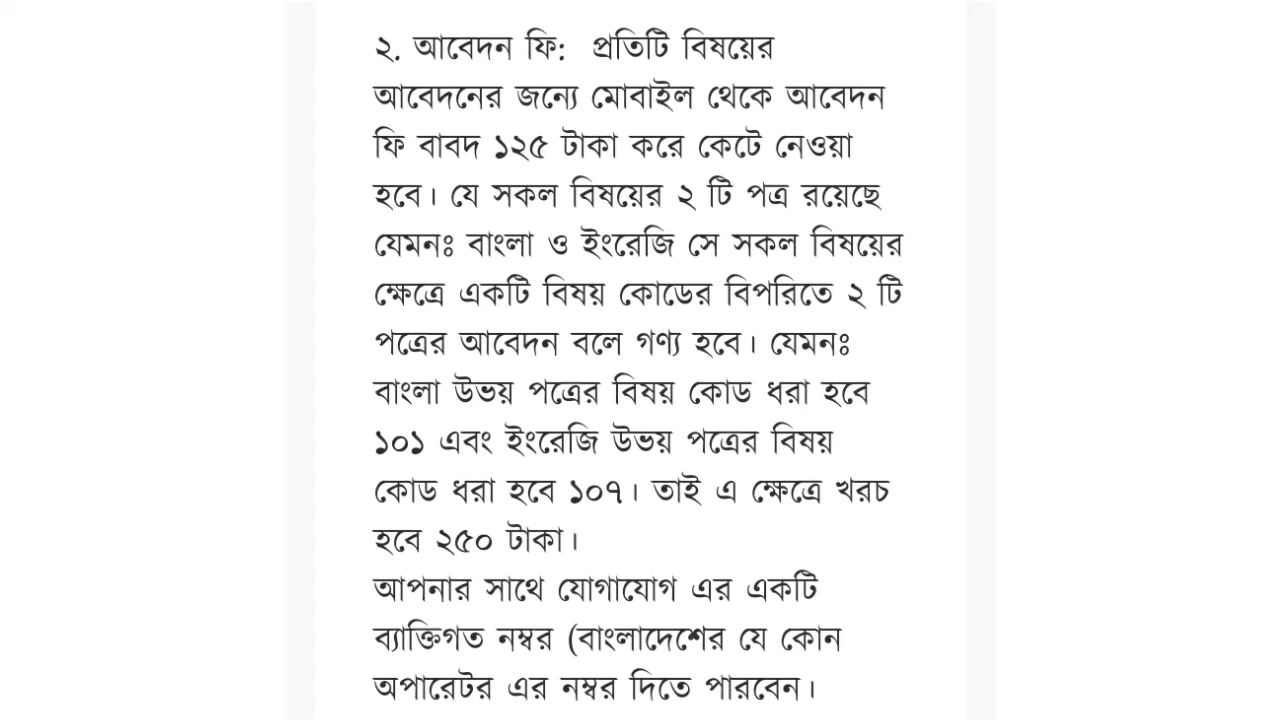 ২. আবেদন ফি:  প্রতিটি বিষয়ের
আবেদনের জন্যে মোবাইল থেকে আবেদন
ফি বাবদ ১২৫ টাকা করে কেটে নেওয়া
হবে। যে সকল বিষয়ের ২ টি পত্র রয়েছে
যেমনঃ বাংলা ও ইংরেজি সে সকল বিষয়ের
ক্ষেত্রে একটি বিষয় কোডের বিপরিতে ২ টি
পত্রের আবেদন বলে গণ্য হবে। যেমনঃ
বাংলা উভয় পত্রের বিষয় কোড ধরা হবে
১০১ এবং ইংরেজি উভয় পত্রের বিষয়
কোড ধরা হবে ১০৭। তাই এ ক্ষেত্রে খরচ
হবে ২৫০ টাকা।
আপনার সাথে যোগাযোগ এর একটি
ব্যাক্তিগত নম্বর (বাংলাদেশের যে কোন
অপারেটর এর নম্বর দিতে পারবেন।